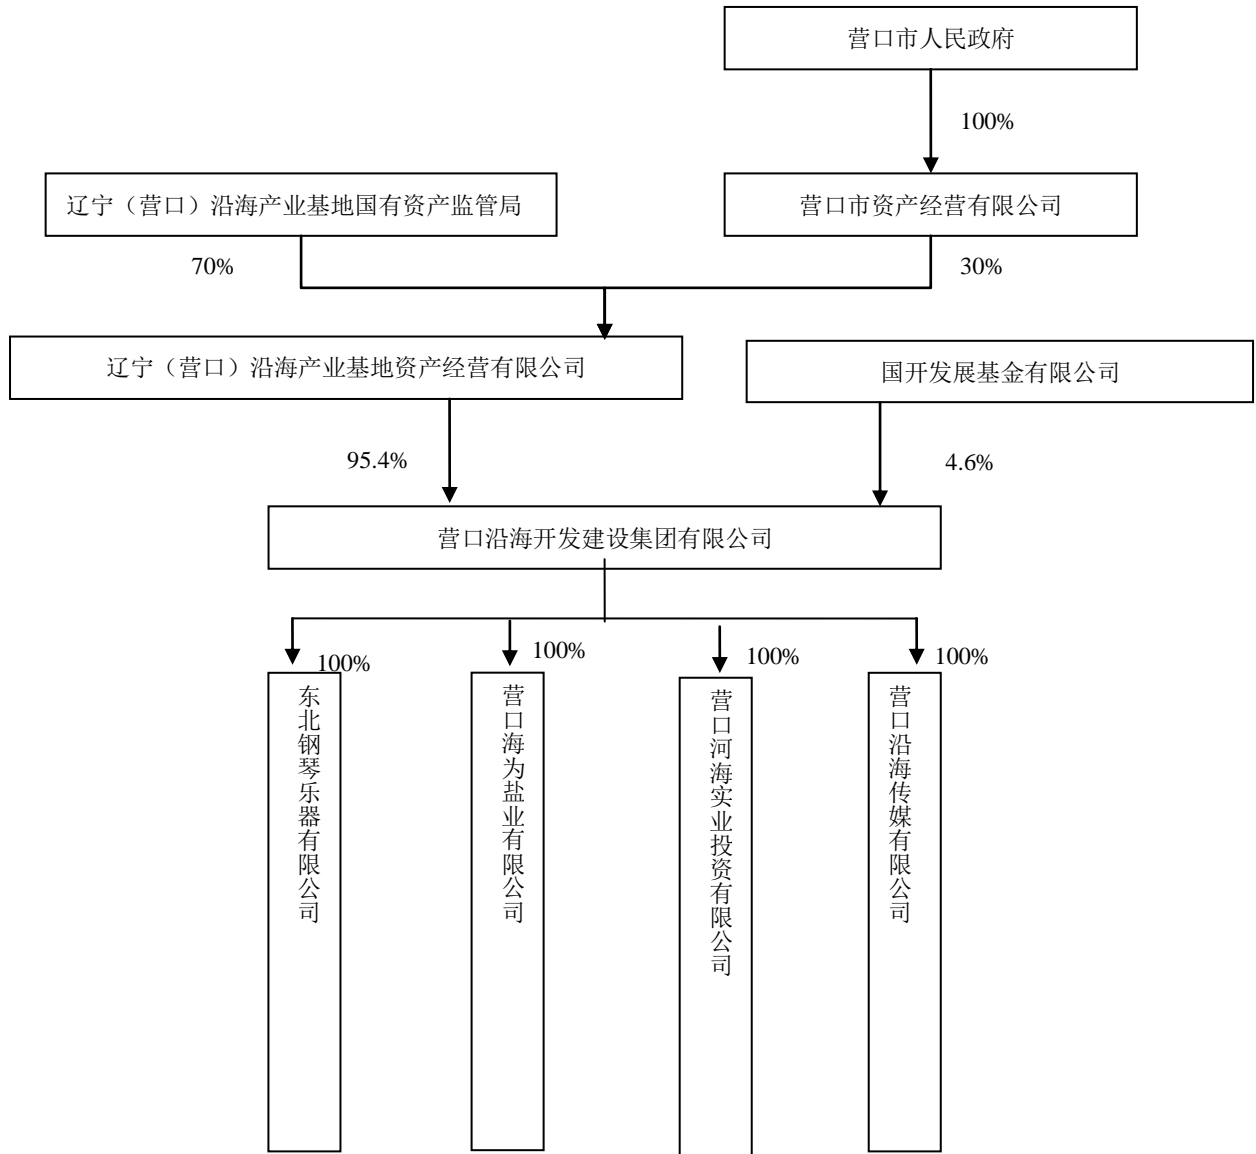 营口市人民政府
100%
辽宁（营口）沿海产业基地国有资产监管局
营口市资产经营有限公司
70%
30%
辽宁（营口）沿海产业基地资产经营有限公司
国开发展基金有限公司
95.4%
4.6%
营口沿海开发建设集团有限公司
100%
100%
100%
100%
东北钢琴乐器有限公司
营口海为盐业有限公司
营口河海实业投资有限公司
营口沿海传媒有限公司